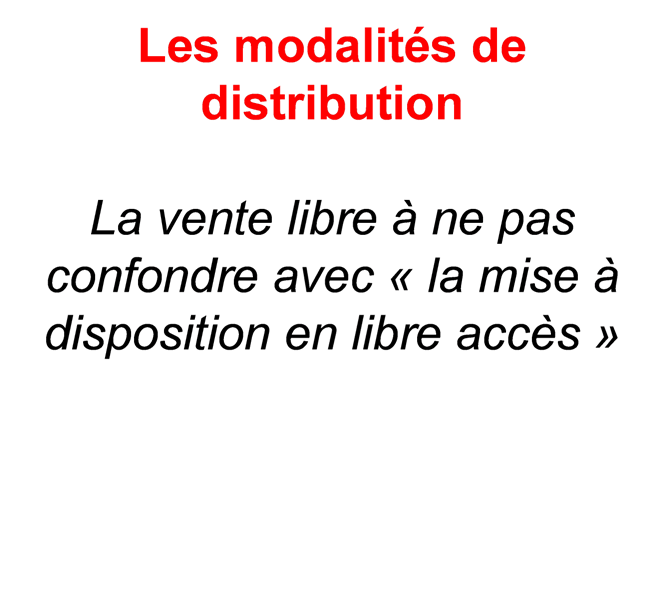 Les modalités de
distribution
La vente libre à ne pas
confondre avec « la mise à
disposition en libre accès »